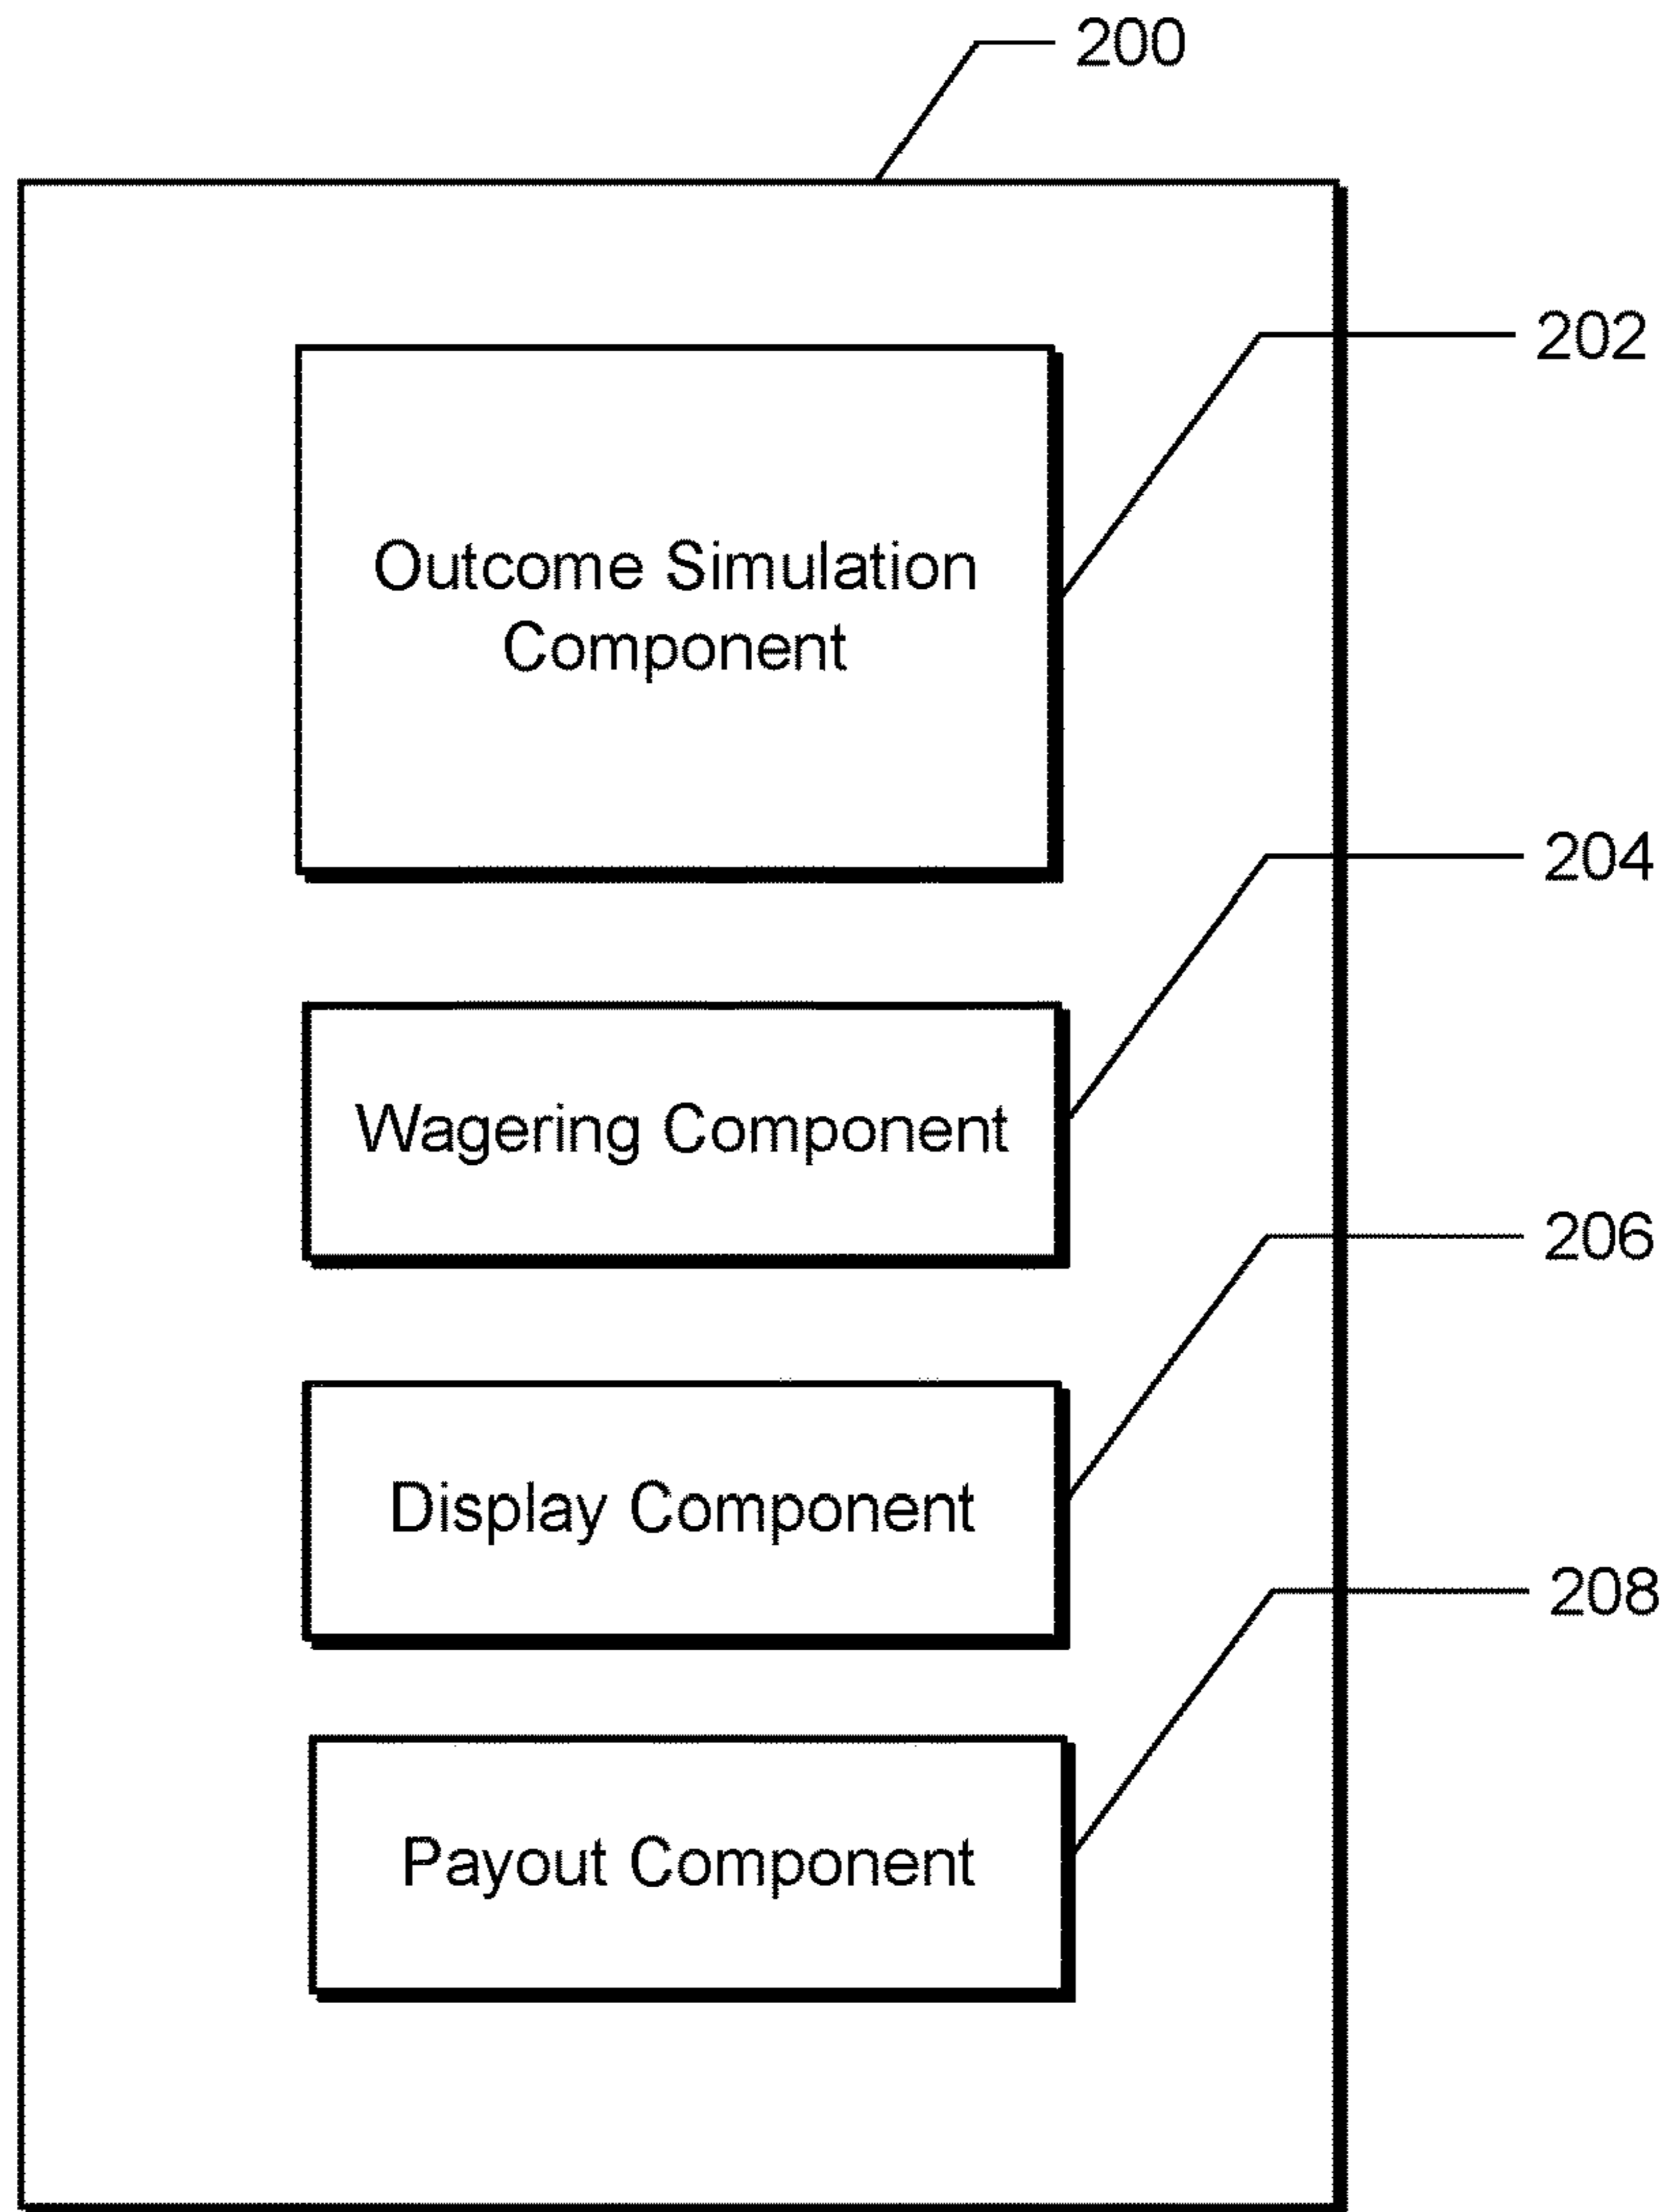 200
202
Outcome Simulation
Component
204
Wagering Component
206
Display Component
208
Payout Component